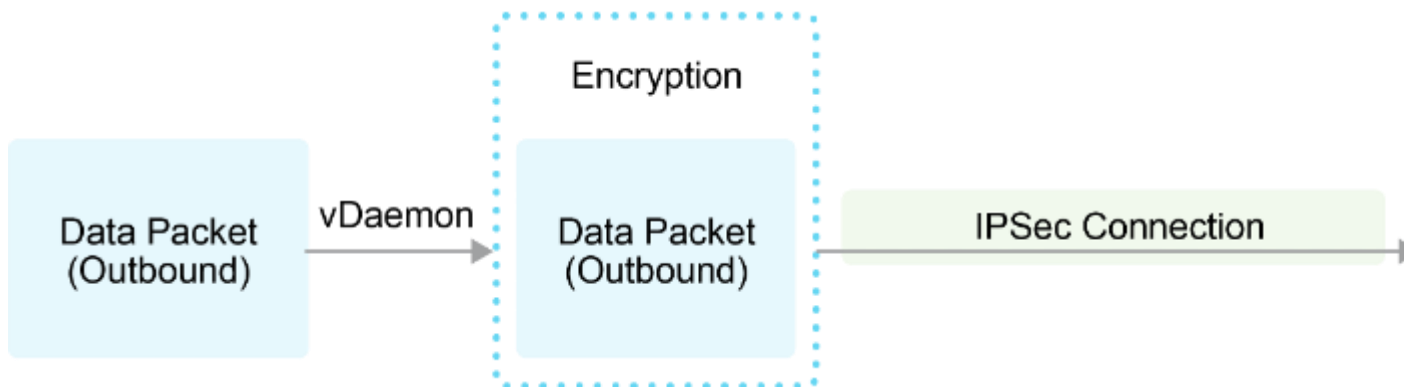 Encryption
Data Packet
(Outbound)
vDaemon
Data Packet
(Outbound)
IPSec Connection